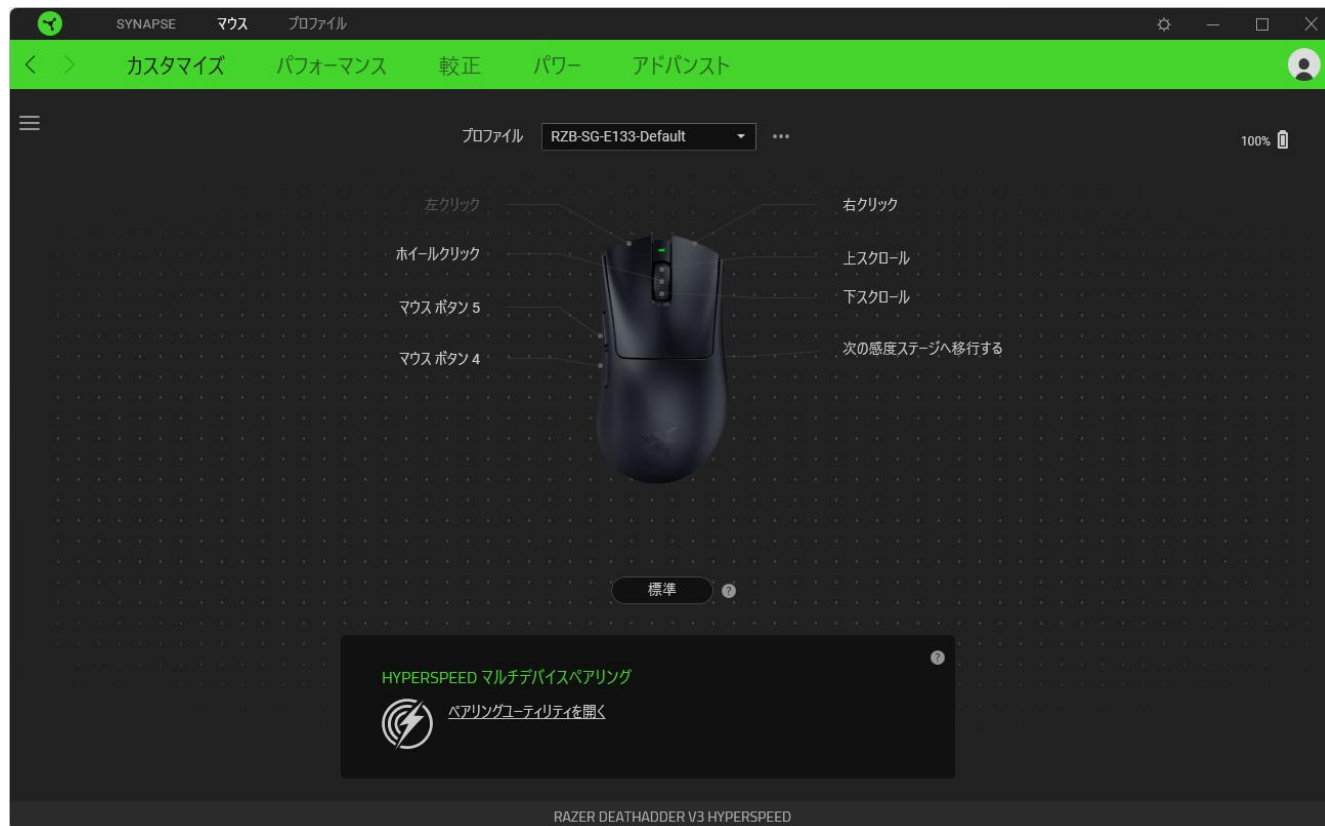 SYNAPSE マウス プロファイル
カスタマイズ パフォーマンス 較正 パワー アドバンスト
プロファイル RZB-SG-E133-Default
100%
左クリック 右クリック
ホイールクリック 上スクロール
マウス ボタン 5 下スクロール
マウス ボタン 4 次の感度ステージへ移行する
標準 ?
?
HYPERSPEED マルチデバイスペアリング
ペアリングユーティリティを開く
RAZER DEATHADDER V3 HYPERSPEED